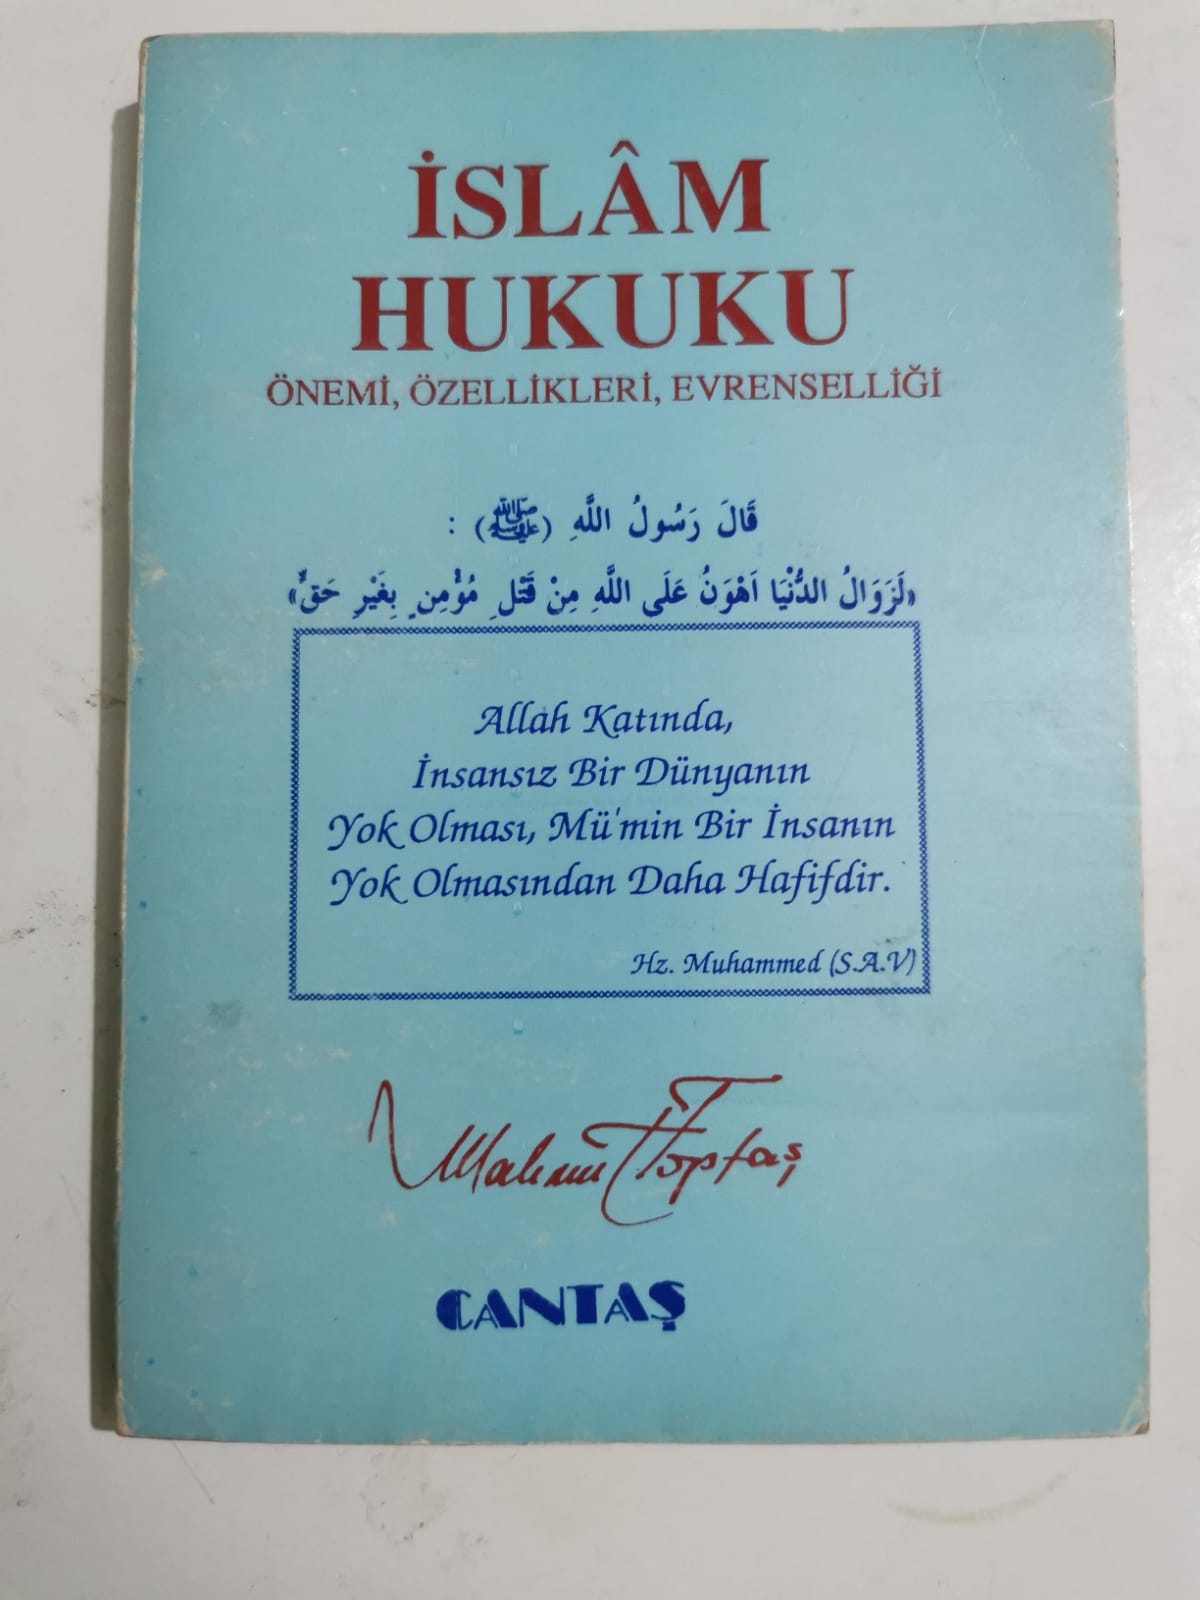 İSLÂM
HUKUKU
ÖNEMİ, ÖZELLİKLERİ, EVRENSELLİĞİ
قَالَ رَسُولُ اللَّهِ (ﷺ) :
«لَزَوَالُ الدُّنْيَا اَهْوَنُ عَلَى اللَّهِ مِنْ قَتْلِ مُؤْمِنٍ بِغَيْرِ حَقٍّ»
Allah Katında,
İnsansız Bir Dünyanın
Yok Olması, Mü'min Bir İnsanın
Yok Olmasından Daha Hafifdir.
Hz. Muhammed (S.A.V)
Mahmut Toptaş
CANTAŞ